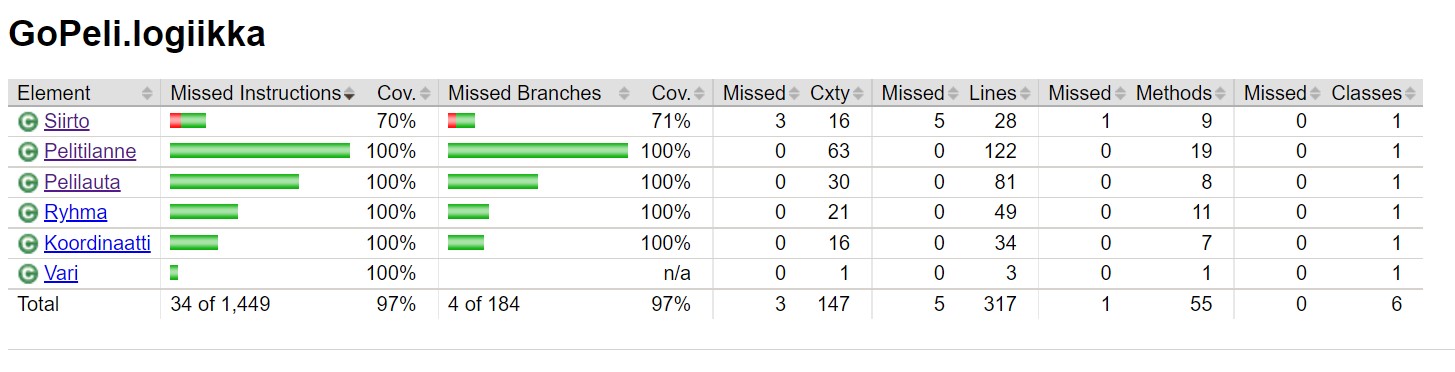 GoPeli.logiikka
Element Missed Instructions Cov. Missed Branches Cov. Missed Cxty Missed Lines Missed Methods Missed Classes
C Siirto 70% 71% 3 16 5 28 1 9 0 1
C Pelitilanne 100% 100% 0 63 0 122 0 19 0 1
C Pelilauta 100% 100% 0 30 0 81 0 8 0 1
C Ryhma 100% 100% 0 21 0 49 0 11 0 1
C Koordinaatti 100% 100% 0 16 0 34 0 7 0 1
C Vari 100% n/a 0 1 0 3 0 1 0 1
Total 34 of 1,449 97% 4 of 184 97% 3 147 5 317 1 55 0 6